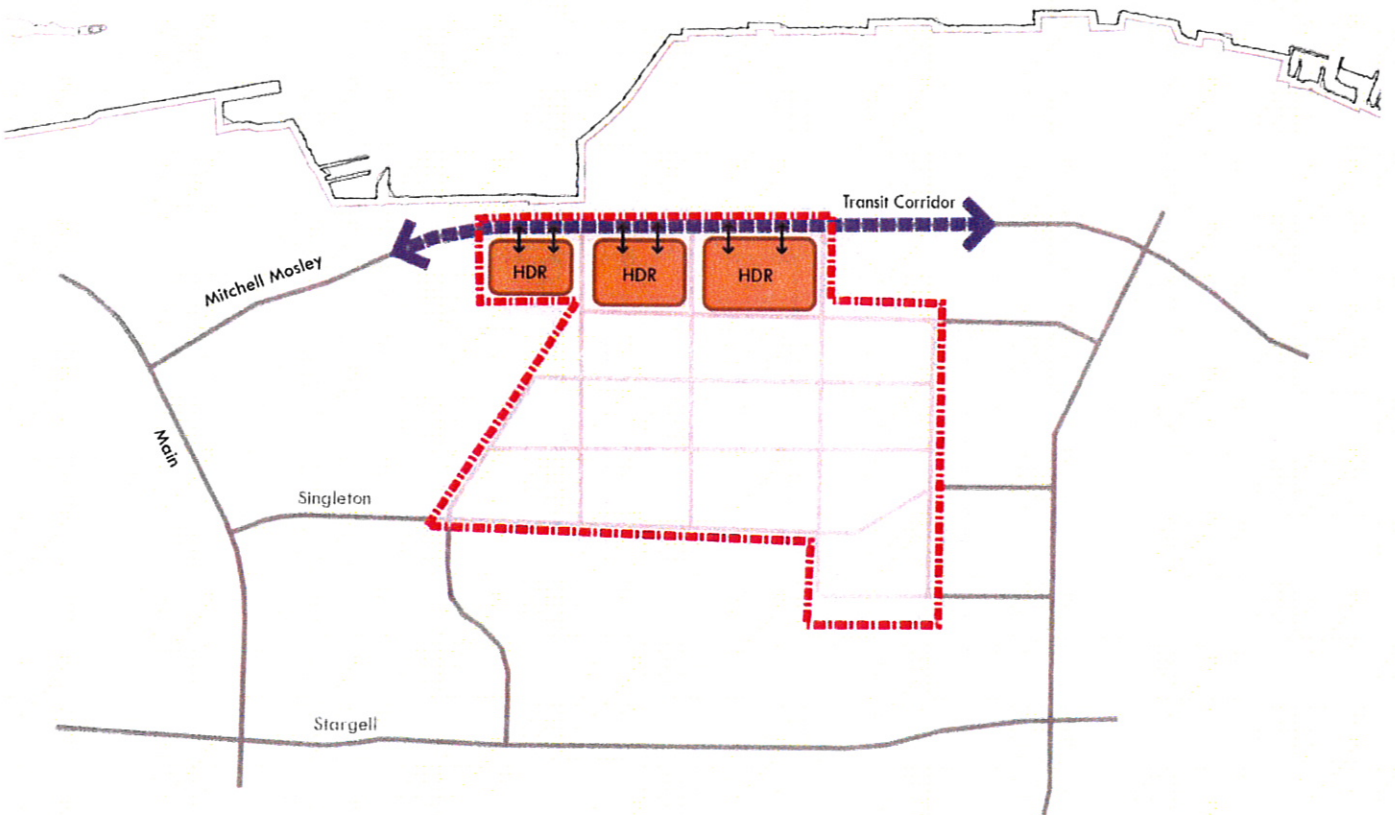 Transit Corridor
HDR
HDR
HDR
Mitchell Mosley
Main
Singleton
Stargell